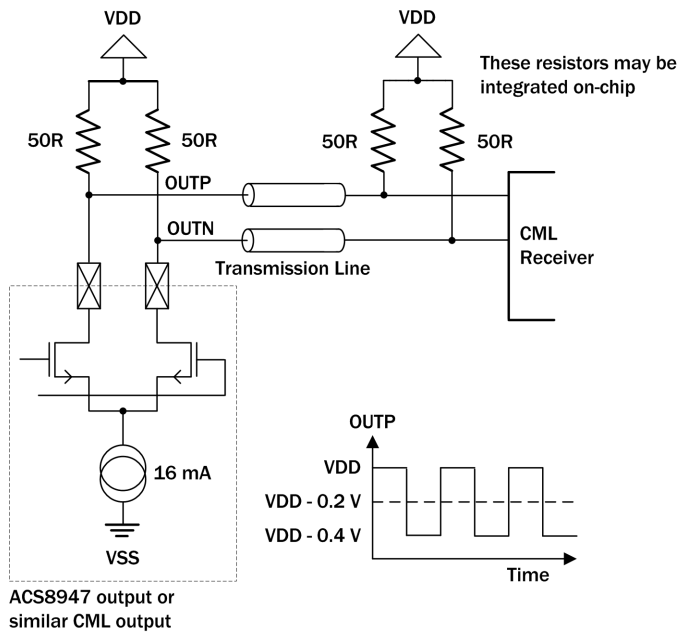 VDD
VDD
These resistors may be
integrated on-chip
50R
50R
50R
50R
OUTP
OUTN
Transmission Line
CML
Receiver
16 mA
VSS
OUTP
VDD
VDD - 0.2 V
VDD - 0.4 V
Time
ACS8947 output or
similar CML output